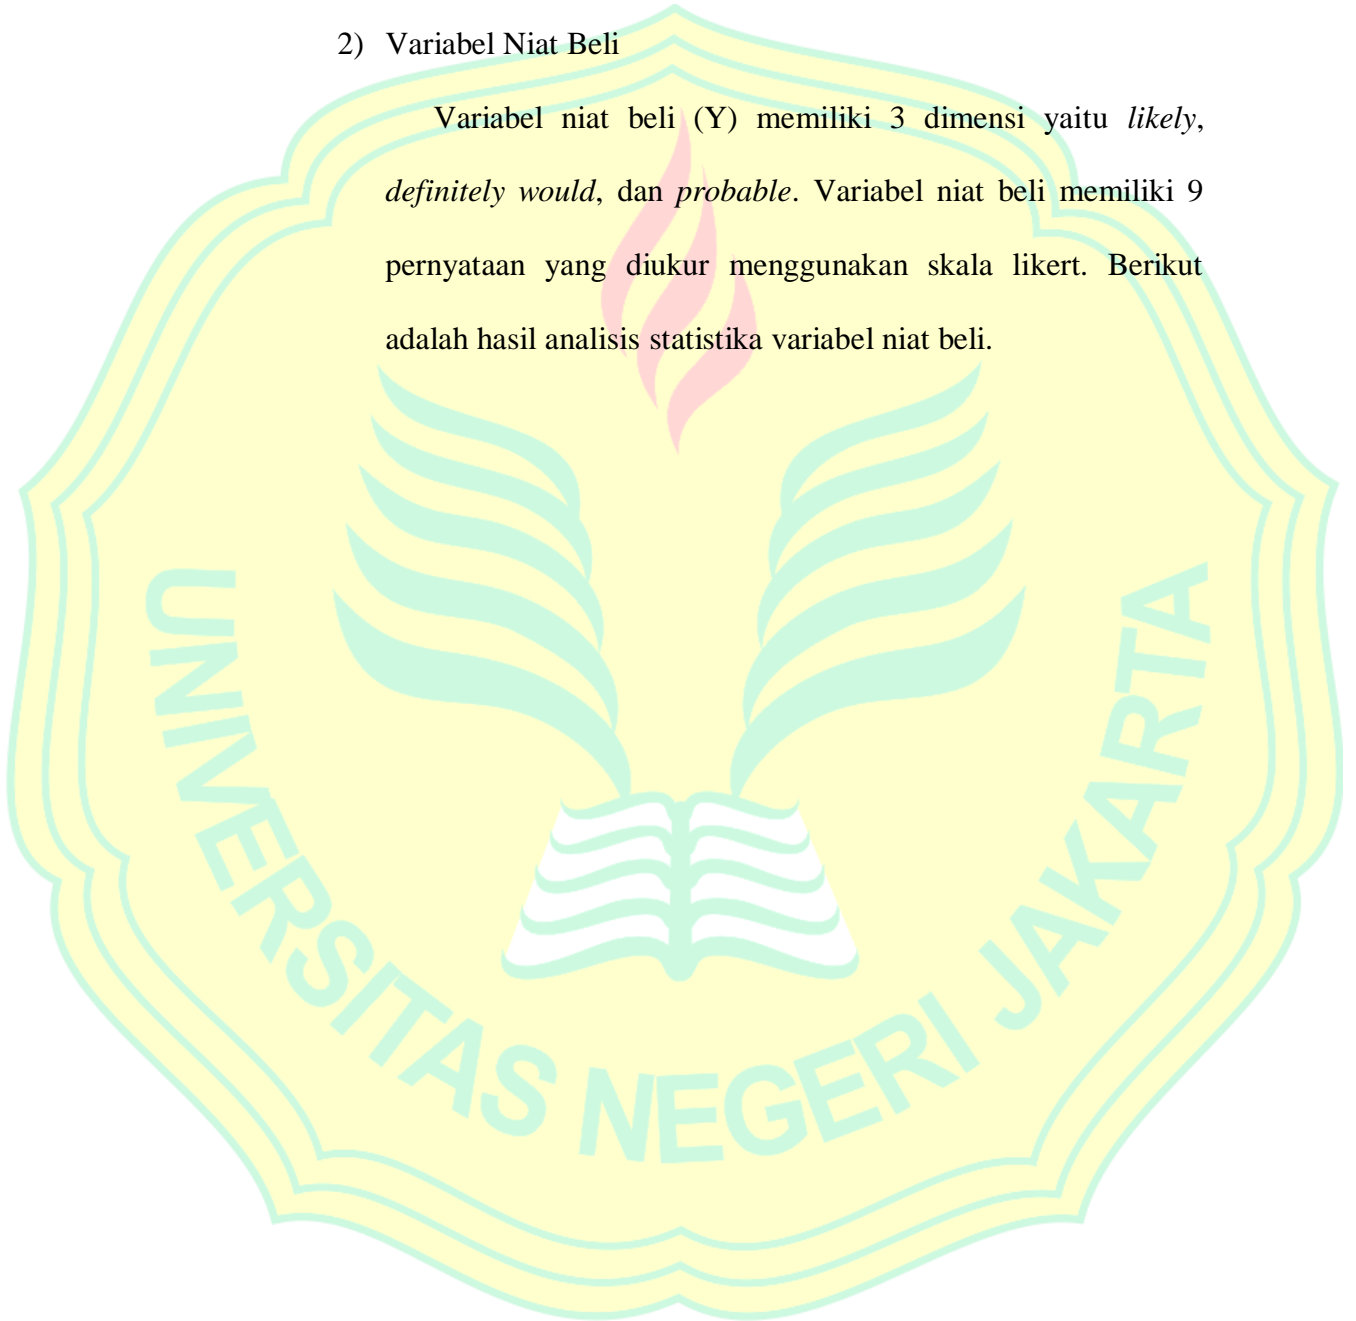 2) Variabel Niat Beli
Variabel niat beli (Y) memiliki 3 dimensi yaitu likely,
definitely would, dan probable. Variabel niat beli memiliki 9
pernyataan yang diukur menggunakan skala likert. Berikut
adalah hasil analisis statistika variabel niat beli.
UNIVERSITAS NEGERI JAKARTA